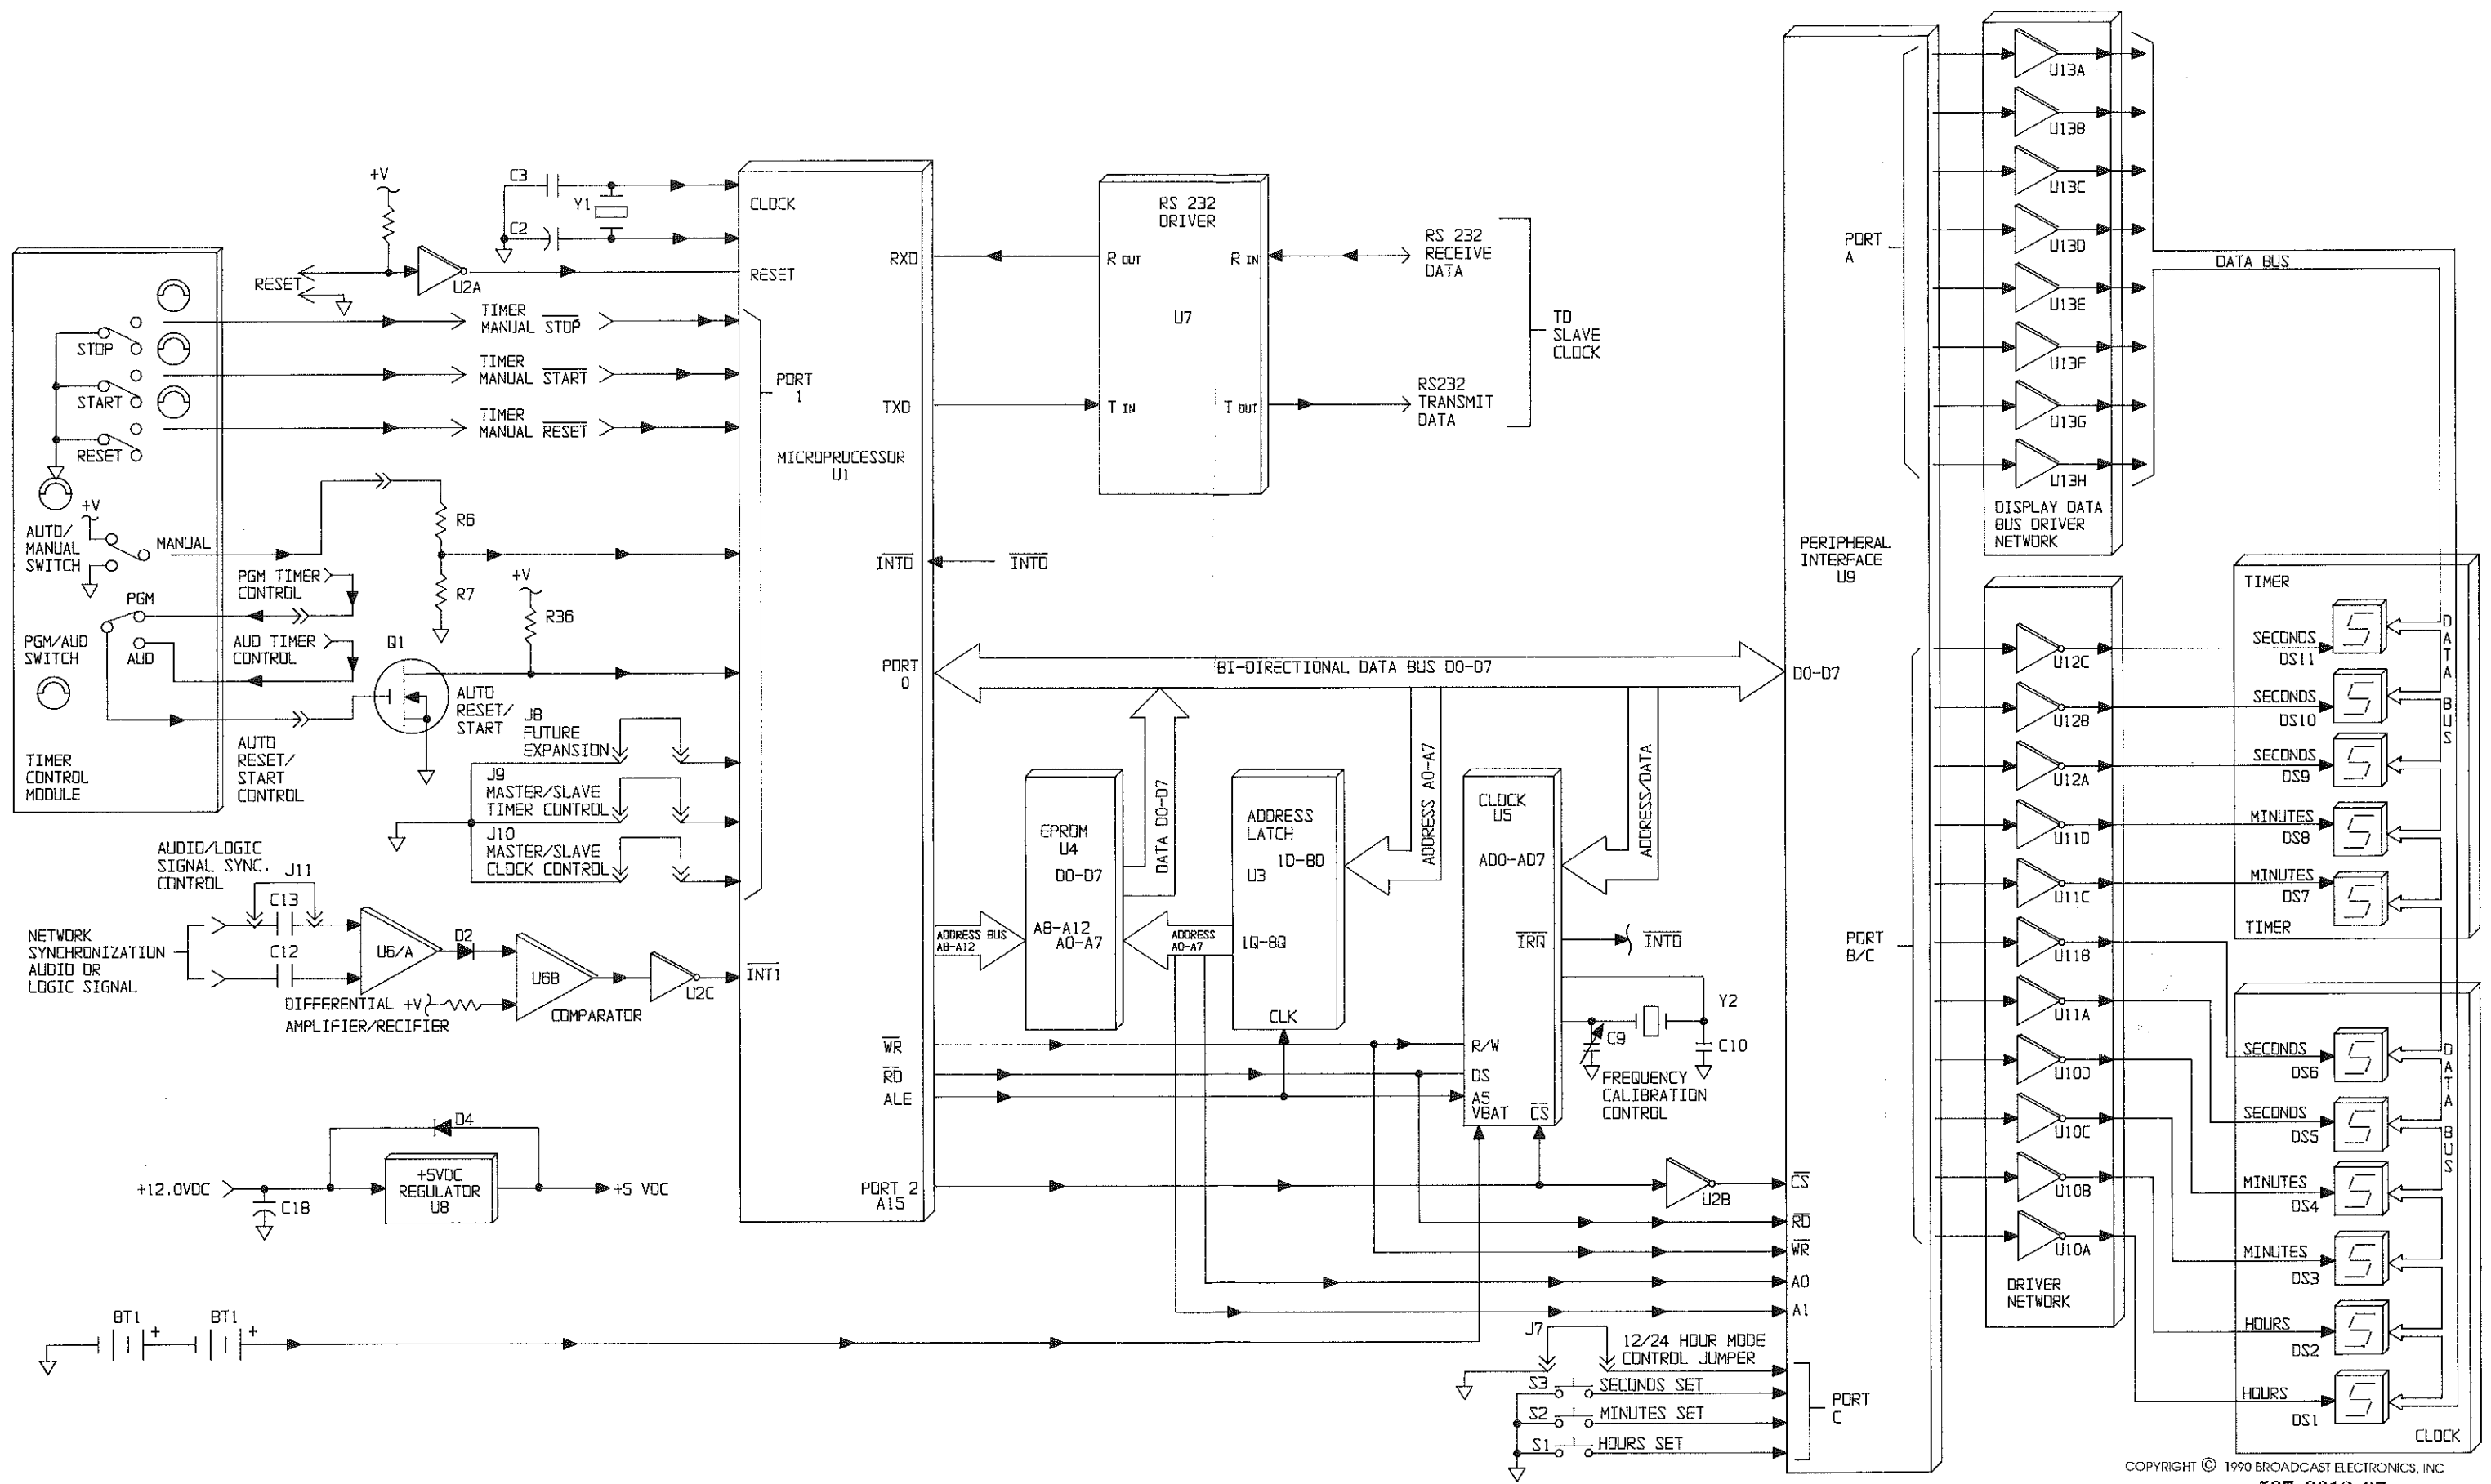 +V
RESET
U2A
C3
Y1
C2
CLOCK
RESET
STOP
START
RESET
TIMER
MANUAL STOP
TIMER
MANUAL START
TIMER
MANUAL RESET
PORT
1
MICROPROCESSOR
U1
+V
AUTO/
MANUAL
SWITCH
MANUAL
R6
R7
PGM TIMER
CONTROL
PGM
AUD TIMER
CONTROL
AUD
PGM/AUD
SWITCH
Q1
+V
R36
AUTO
RESET/
START
AUTO
RESET/
START
CONTROL
TIMER
CONTROL
MODULE
J8
FUTURE
EXPANSION
J9
MASTER/SLAVE
TIMER CONTROL
J10
MASTER/SLAVE
CLOCK CONTROL
AUDIO/LOGIC
SIGNAL SYNC.
CONTROL
J11
C13
C12
NETWORK
SYNCHRONIZATION
AUDIO OR
LOGIC SIGNAL
U6/A
D2
U6B
U2C
INT1
DIFFERENTIAL
AMPLIFIER/RECIFIER
+V
COMPARATOR
D4
+12.0VDC
C18
+5VDC
REGULATOR
U8
+5 VDC
BT1
+
BT1
+
RXD
TXD
INT0
INT0
PORT
0
WR
RD
ALE
PORT 2
A15
RS 232
DRIVER
R OUT
R IN
U7
T IN
T OUT
RS 232
RECEIVE
DATA
RS232
TRANSMIT
DATA
TO
SLAVE
CLOCK
BI-DIRECTIONAL DATA BUS D0-D7
ADDRESS BUS
A8-A12
EPROM
U4
D0-D7
A8-A12
A0-A7
DATA D0-D7
ADDRESS
A0-A7
ADDRESS
LATCH
1D-8D
U3
1Q-8Q
CLK
ADDRESS A0-A7
CLOCK
U5
AD0-AD7
IRQ
R/W
DS
AS
VBAT
CS
ADDRESS/DATA
INT0
Y2
C9
C10
FREQUENCY
CALIBRATION
CONTROL
U2B
J7
12/24 HOUR MODE
CONTROL JUMPER
S3
SECONDS SET
S2
MINUTES SET
S1
HOURS SET
PORT
A
PERIPHERAL
INTERFACE
U9
D0-D7
PORT
B/C
CS
RD
WR
A0
A1
PORT
C
U13A
U13B
U13C
U13D
U13E
U13F
U13G
U13H
DISPLAY DATA
BUS DRIVER
NETWORK
DATA BUS
U12C
U12B
U12A
U11D
U11C
U11B
U11A
U10D
U10C
U10B
U10A
DRIVER
NETWORK
TIMER
SECONDS
DS11
SECONDS
DS10
SECONDS
DS9
MINUTES
DS8
MINUTES
DS7
TIMER
DATA BUS
SECONDS
DS6
SECONDS
DS5
MINUTES
DS4
MINUTES
DS3
HOURS
DS2
HOURS
DS1
DATA BUS
CLOCK
COPYRIGHT © 1990 BROADCAST ELECTRONICS, INC